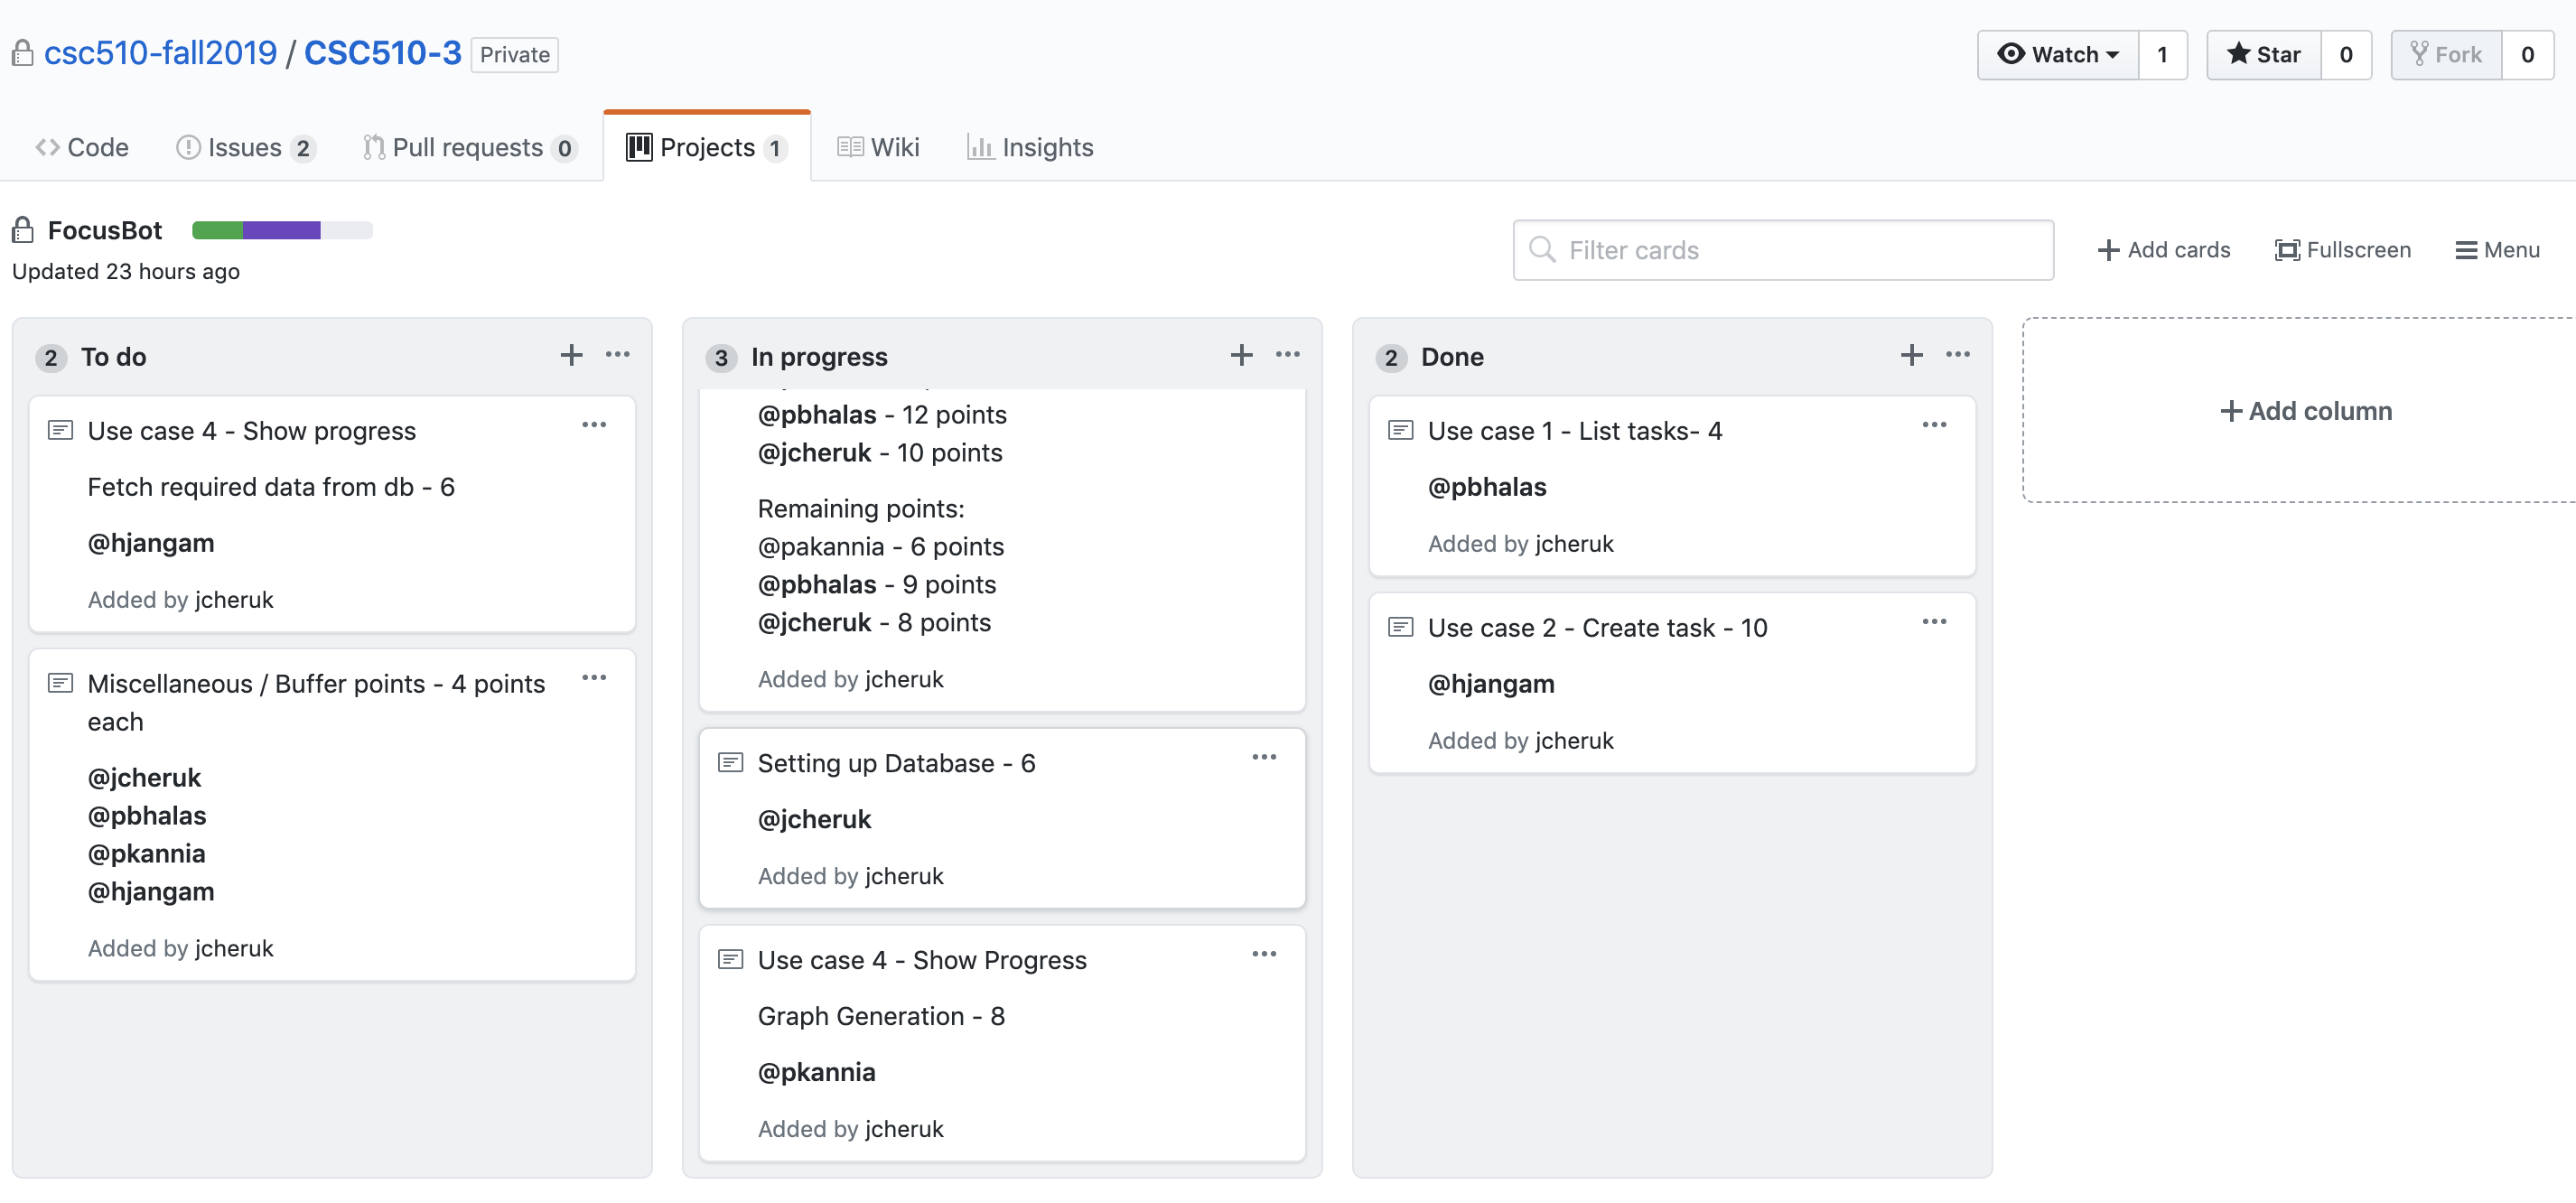 csc510-fall2019 / CSC510-3 Private
Watch 1 Star 0 Fork 0
Code Issues 2 Pull requests 0 Projects 1 Wiki Insights
FocusBot
Updated 23 hours ago
Filter cards
Add cards Fullscreen Menu
2 To do
Use case 4 - Show progress
Fetch required data from db - 6
@hjangam
Added by jcheruk
Miscellaneous / Buffer points - 4 points
each
@jcheruk
@pbhalas
@pkannia
@hjangam
Added by jcheruk
3 In progress
@pbhalas - 12 points
@jcheruk - 10 points
Remaining points:
@pakannia - 6 points
@pbhalas - 9 points
@jcheruk - 8 points
Added by jcheruk
Setting up Database - 6
@jcheruk
Added by jcheruk
Use case 4 - Show Progress
Graph Generation - 8
@pkannia
Added by jcheruk
2 Done
Use case 1 - List tasks- 4
@pbhalas
Added by jcheruk
Use case 2 - Create task - 10
@hjangam
Added by jcheruk
Add column